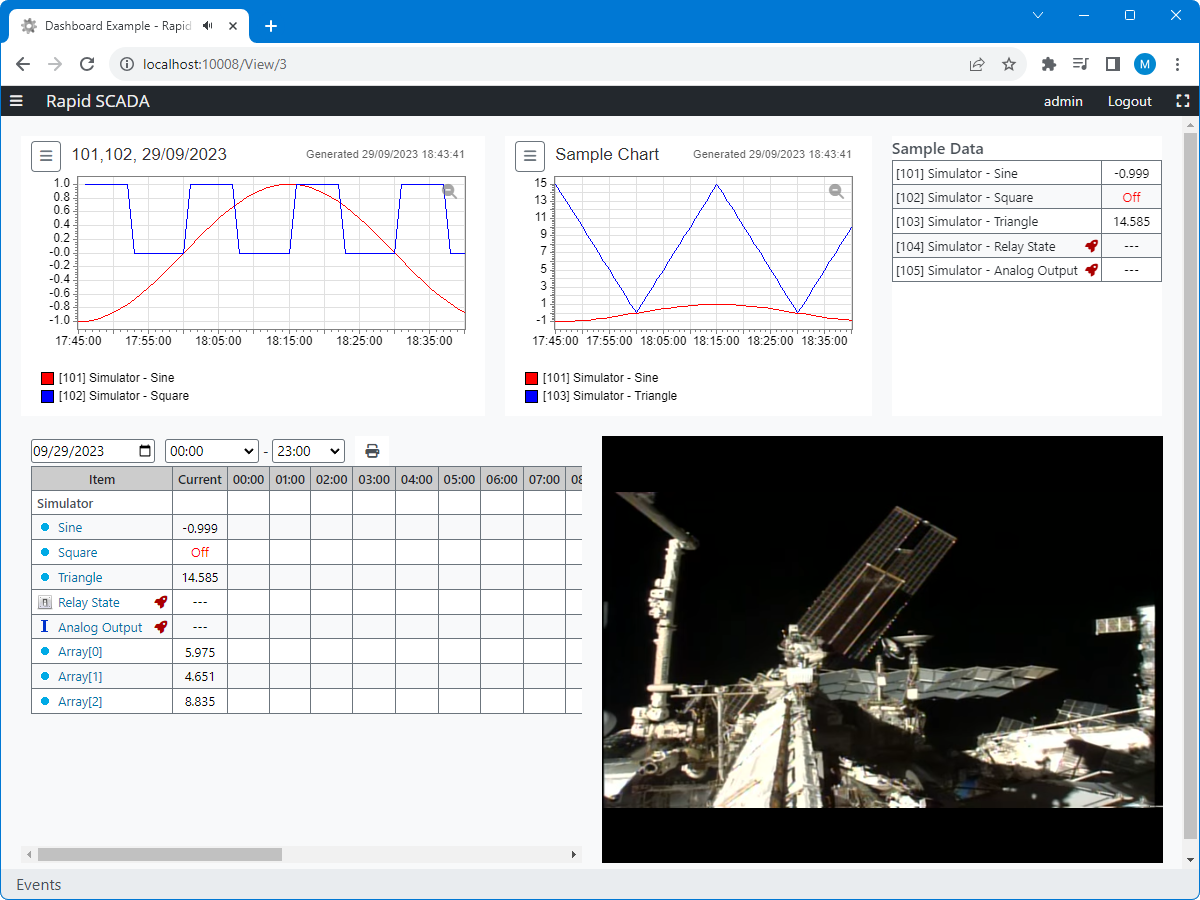 Dashboard Example - Rapid
localhost:10008/View/3
M
Rapid SCADA
admin
Logout
101,102, 29/09/2023
Generated 29/09/2023 18:43:41
1.0
0.8
0.6
0.4
0.2
-0.0
-0.2
-0.4
-0.6
-0.8
-1.0
17:45:00 17:55:00 18:05:00 18:15:00 18:25:00 18:35:00
[101] Simulator - Sine
[102] Simulator - Square
Sample Chart
Generated 29/09/2023 18:43:41
15
13
11
9
7
5
3
1
-1
17:45:00 17:55:00 18:05:00 18:15:00 18:25:00 18:35:00
[101] Simulator - Sine
[103] Simulator - Triangle
Sample Data
[101] Simulator - Sine -0.999
[102] Simulator - Square Off
[103] Simulator - Triangle 14.585
[104] Simulator - Relay State ---
[105] Simulator - Analog Output ---
09/29/2023 00:00 - 23:00
Item Current 00:00 01:00 02:00 03:00 04:00 05:00 06:00 07:00 08
Simulator
Sine -0.999
Square Off
Triangle 14.585
Relay State ---
Analog Output ---
Array[0] 5.975
Array[1] 4.651
Array[2] 8.835
Events